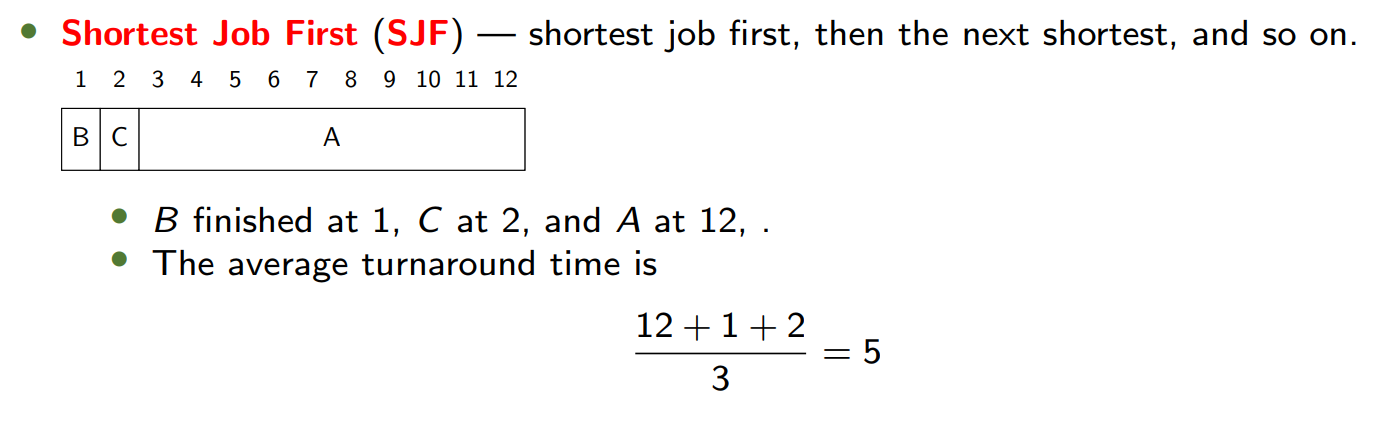 • Shortest Job First (SJF) — shortest job first, then the next shortest, and so on.
1 2 3 4 5 6 7 8 9 10 11 12
B C A
• B finished at 1, C at 2, and A at 12, .
• The average turnaround time is
12 + 1 + 2
= 5
3